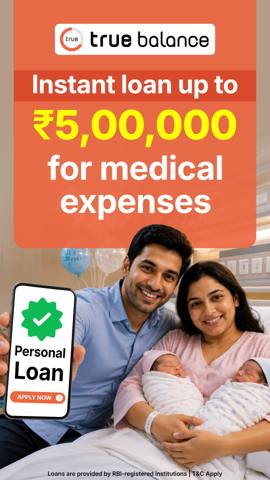 true
true balance
Instant loan up to
₹5,00,000
for medical
expenses
Personal
Loan
APPLY NOW
Loans are provided by RBI-registered institutions | T&C Apply